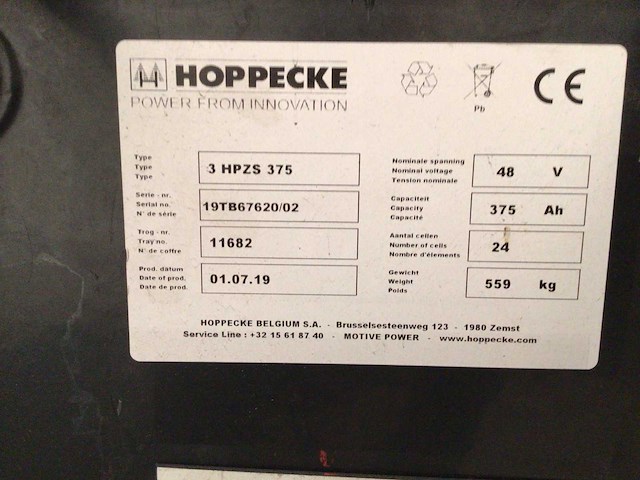 HOPPECKE
POWER FROM INNOVATION
Pb
CE
Type
Type
Type
3 HPZS 375
Serie - nr.
Serial no.
N° de série
19TB67620/02
Trog - nr.
Tray no.
N° de coffre
11682
Prod. datum
Date of prod.
Date de prod.
01.07.19
Nominale spanning
Nominal voltage
Tension nominale
48 V
Capaciteit
Capacity
Capacité
375 Ah
Aantal cellen
Number of cells
Nombre d'élements
24
Gewicht
Weight
Poids
559 kg
HOPPECKE BELGIUM S.A. - Brusselsesteenweg 123 - 1980 Zemst
Service Line : +32 15 61 87 40 - MOTIVE POWER - www.hoppecke.com